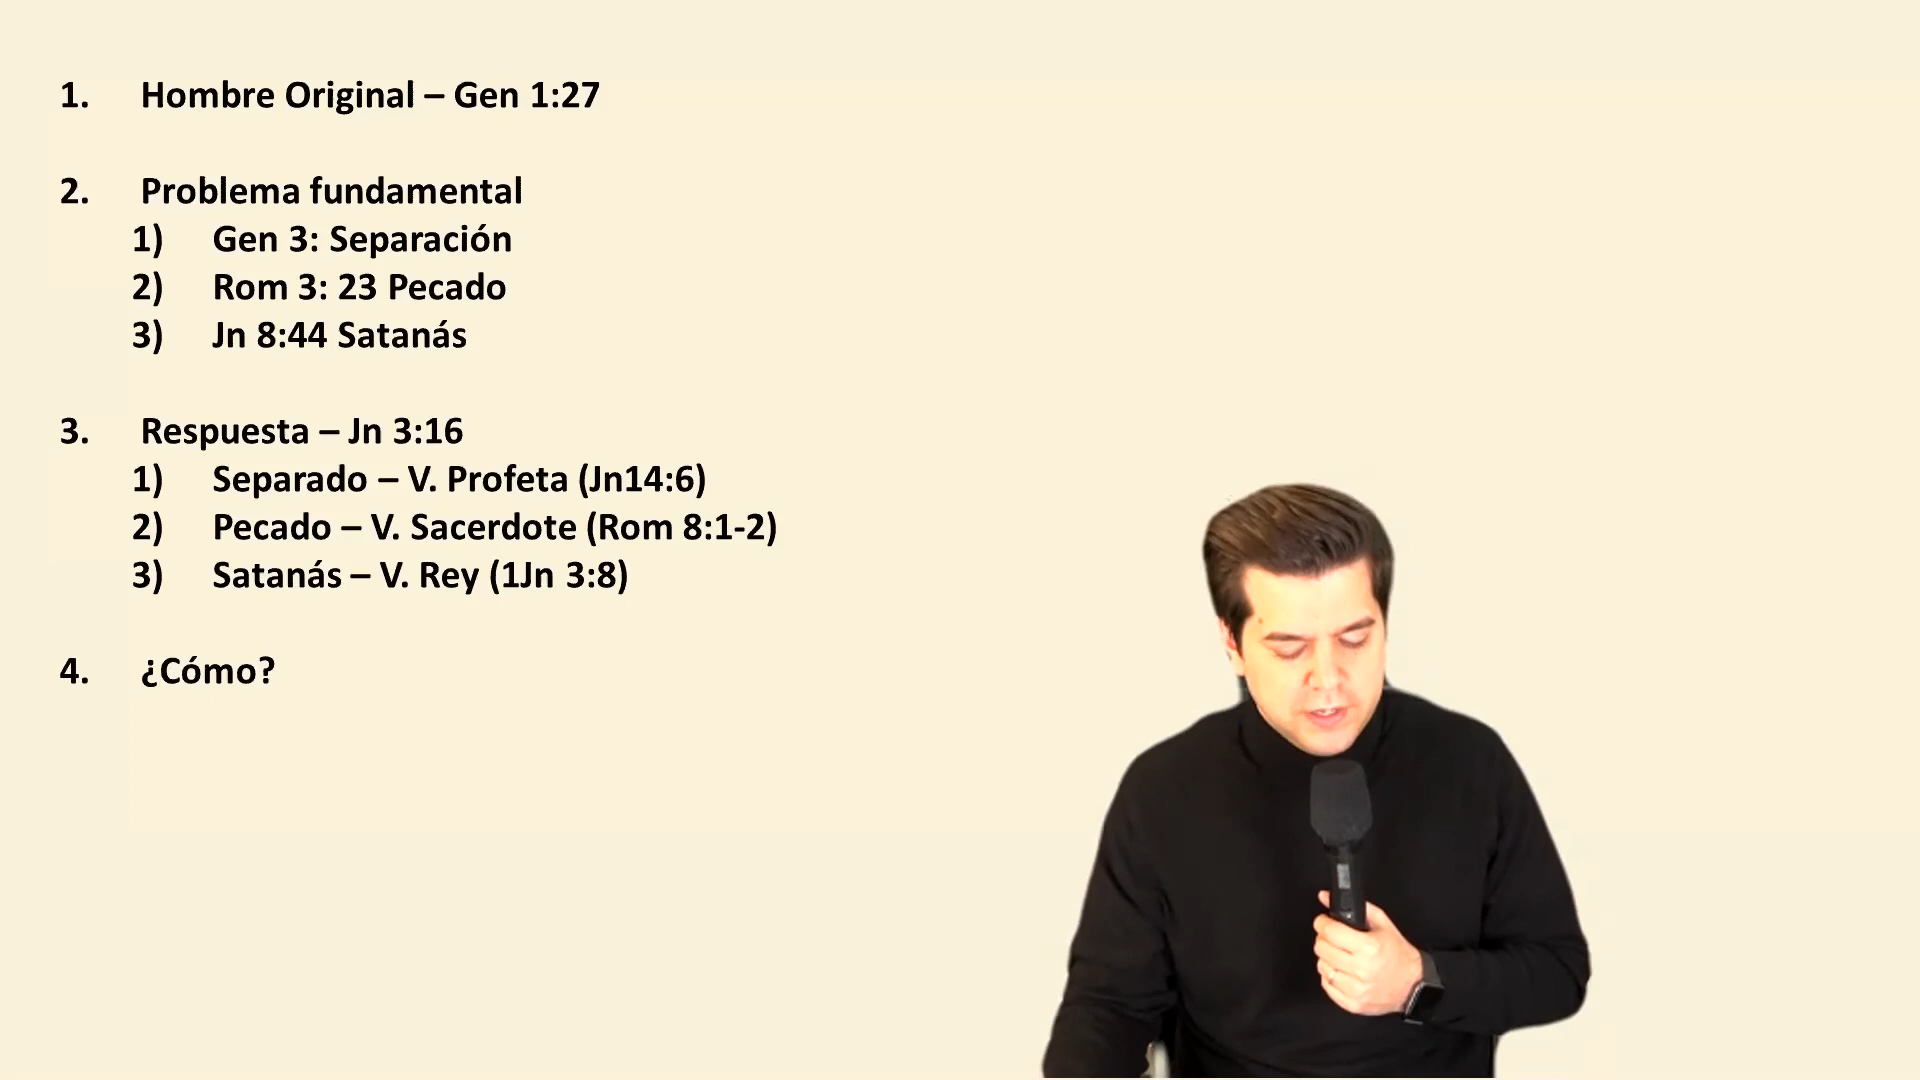 1. Hombre Original – Gen 1:27
2. Problema fundamental
1) Gen 3: Separación
2) Rom 3: 23 Pecado
3) Jn 8:44 Satanás
3. Respuesta – Jn 3:16
1) Separado – V. Profeta (Jn14:6)
2) Pecado – V. Sacerdote (Rom 8:1-2)
3) Satanás – V. Rey (1Jn 3:8)
4. ¿Cómo?